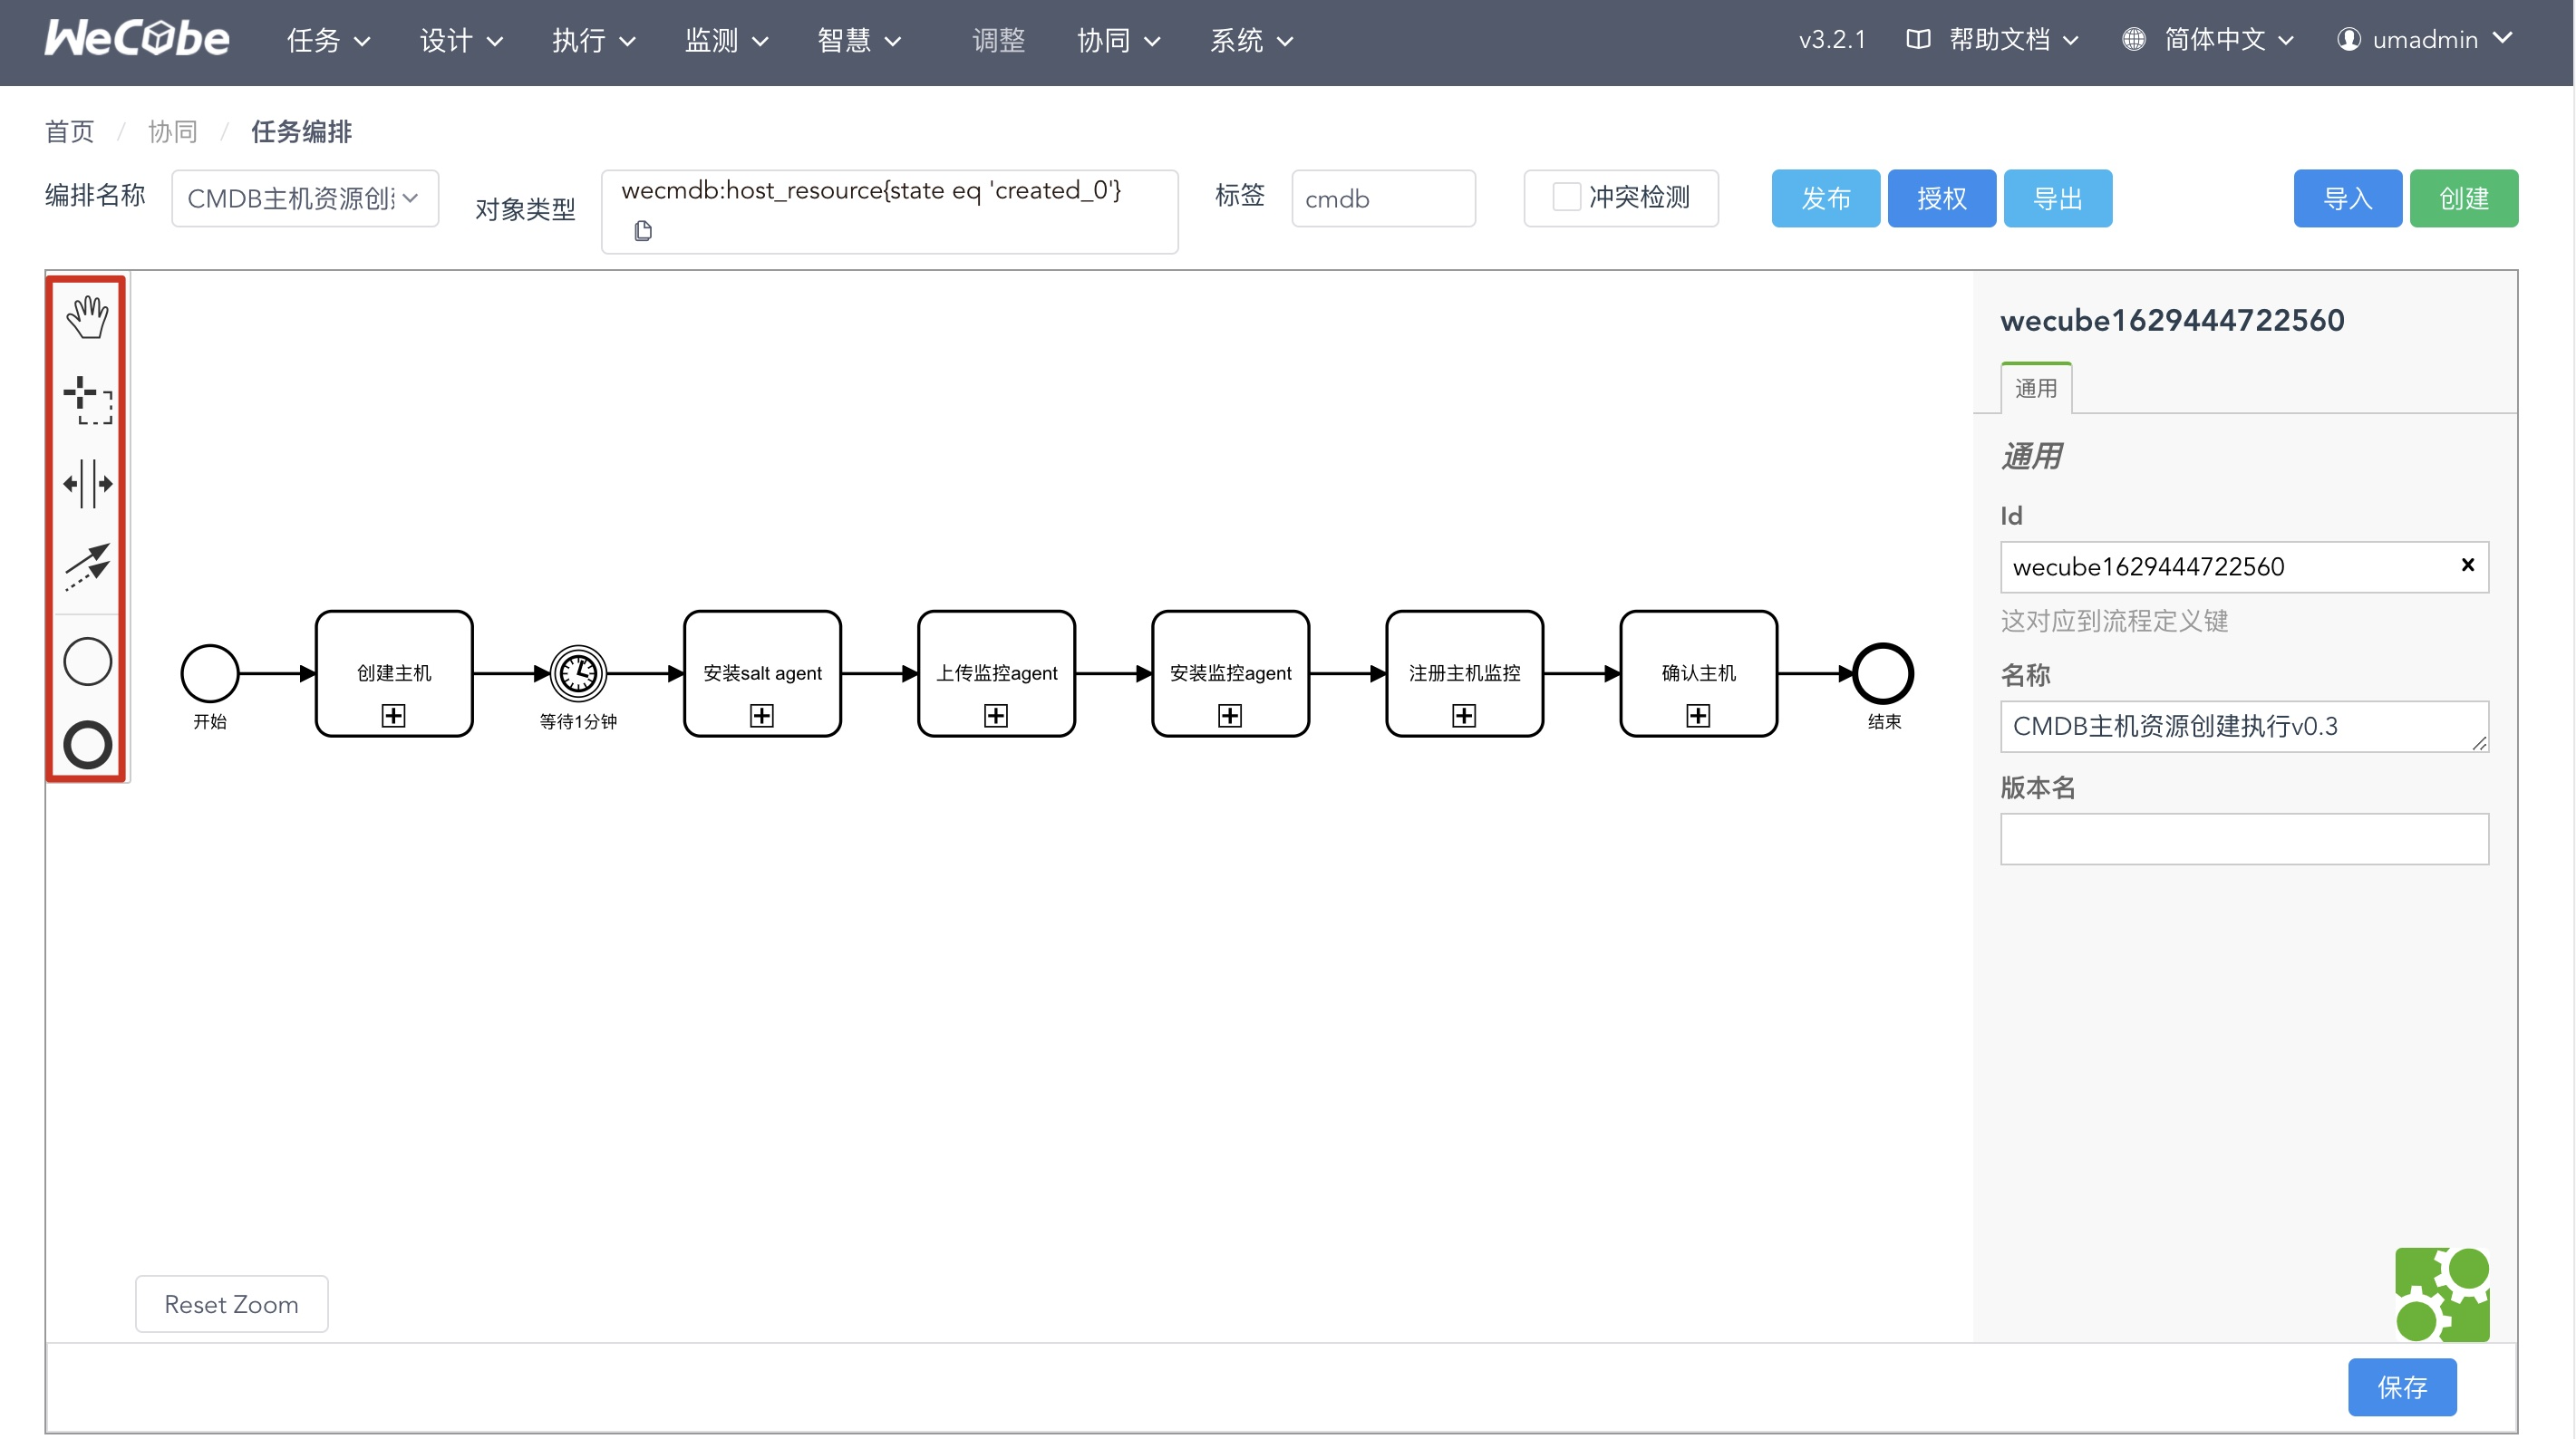 WeCube 任务 设计 执行 监测 智慧 调整 协同 系统 v3.2.1 帮助文档 简体中文 umadmin
首页 / 协同 / 任务编排
编排名称 CMDB主机资源创 对象类型 wecmdb:host_resource{state eq 'created_0'} 标签 cmdb 冲突检测 发布 授权 导出 导入 创建
wecube1629444722560
通用
通用
Id
wecube1629444722560
这对应到流程定义键
名称
CMDB主机资源创建执行v0.3
版本名
创建主机 安装salt agent 上传监控agent 安装监控agent 注册主机监控 确认主机
开始 等待1分钟 结束
Reset Zoom
保存